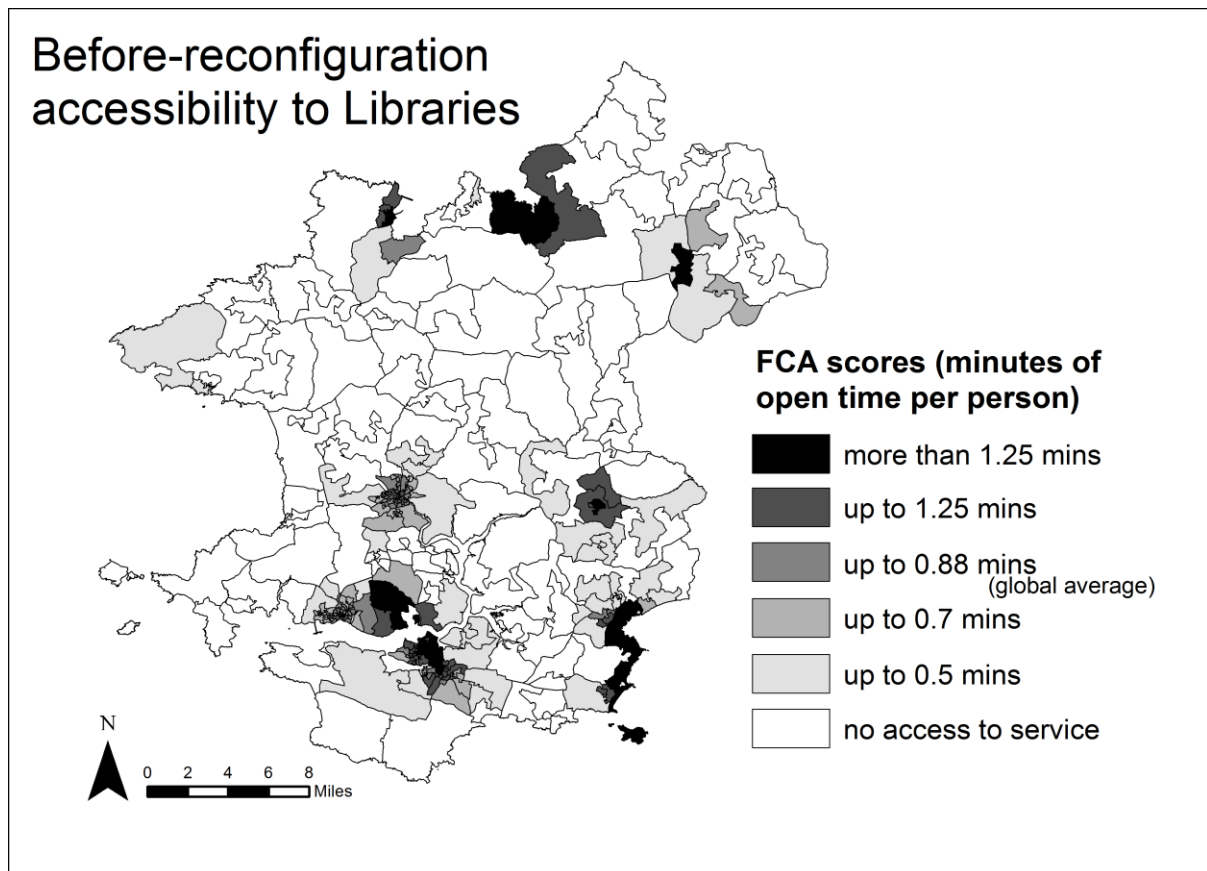 Before-reconfiguration
accessibility to Libraries
FCA scores (minutes of
open time per person)
more than 1.25 mins
up to 1.25 mins
up to 0.88 mins
(global average)
up to 0.7 mins
up to 0.5 mins
no access to service
N
0 2 4 6 8
Miles